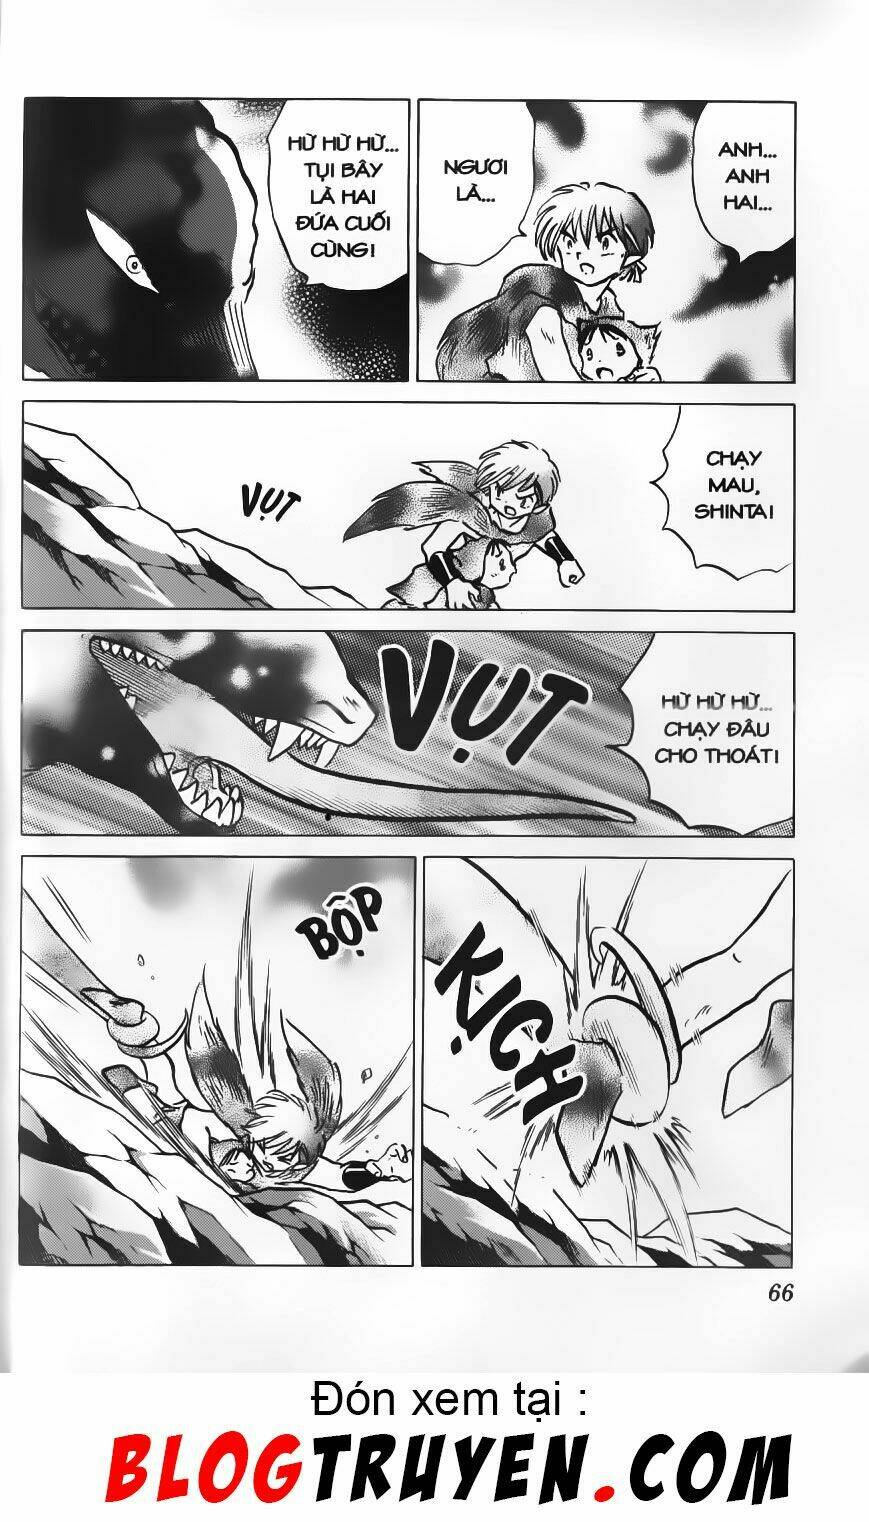 ANH...
ANH
HAI...
NGƯƠI
LÀ...
HỪ HỪ HỪ...
TỤI BÂY
LÀ HAI
ĐỨA CUỐI
CÙNG!
CHẠY
MAU,
SHINTA!
VỤT
HỪ HỪ HỪ...
CHẠY ĐÂU
CHO THOÁT!
VỤT
KỊCH
BỘP
66
Đón xem tại :
BLOGTRUYEN.COM